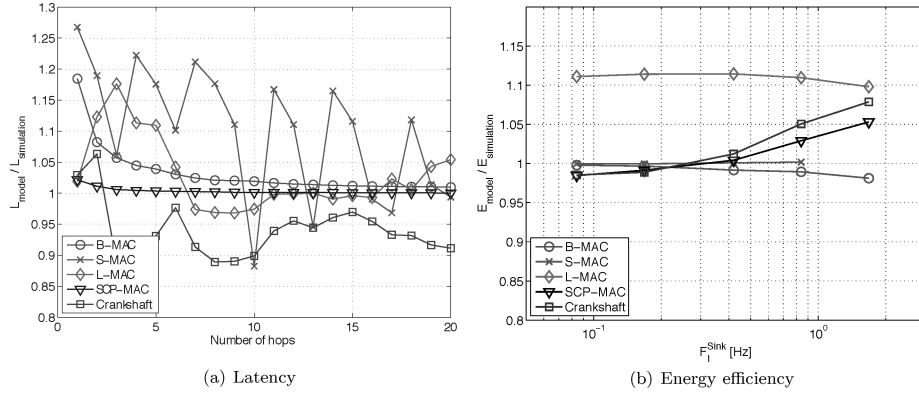 1.3
1.25
1.2
1.15
1.1
1.05
1
0.95
0.9
0.85
0.8
L_model / L_simulation
B-MAC
S-MAC
L-MAC
SCP-MAC
Crankshaft
0 5 10 15 20
Number of hops
(a) Latency
1.15
1.1
1.05
1
0.95
0.9
0.85
0.8
E_model / E_simulation
B-MAC
S-MAC
L-MAC
SCP-MAC
Crankshaft
10^-1 10^0
F_I^Sink [Hz]
(b) Energy efficiency